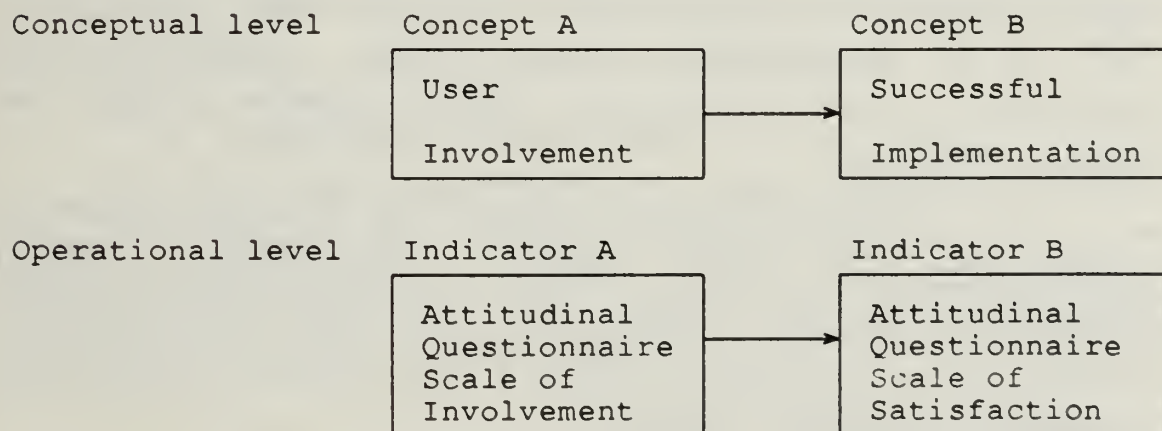 Conceptual level Concept A Concept B
User Successful
Involvement Implementation
Operational level Indicator A Indicator B
Attitudinal Attitudinal
Questionnaire Questionnaire
Scale of Scale of
Involvement Satisfaction